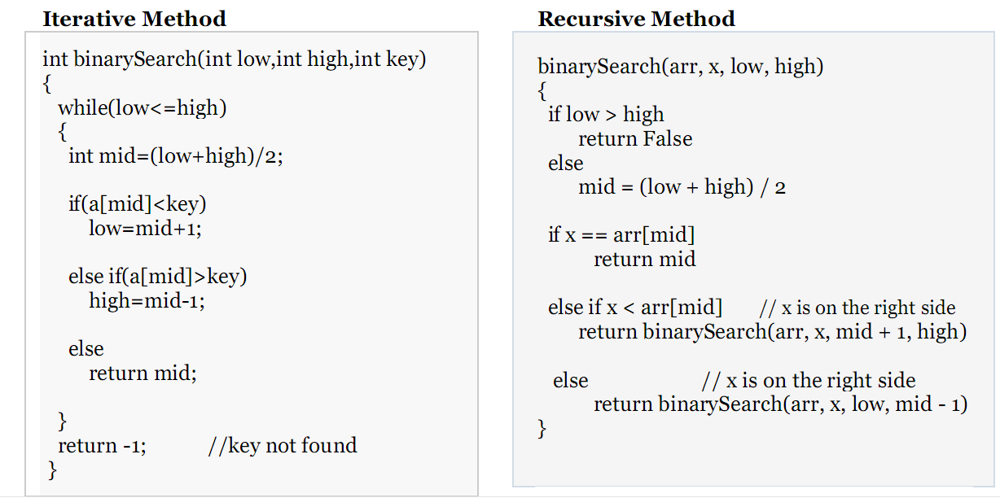 Iterative Method
int binarySearch(int low,int high,int key)
{
while(low<=high)
{
int mid=(low+high)/2;
if(a[mid]<key)
low=mid+1;
else if(a[mid]>key)
high=mid-1;
else
return mid;
}
return -1; //key not found
}
Recursive Method
binarySearch(arr, x, low, high)
{
if low > high
return False
else
mid = (low + high) / 2
if x == arr[mid]
return mid
else if x < arr[mid] // x is on the right side
return binarySearch(arr, x, mid + 1, high)
else // x is on the right side
return binarySearch(arr, x, low, mid - 1)
}